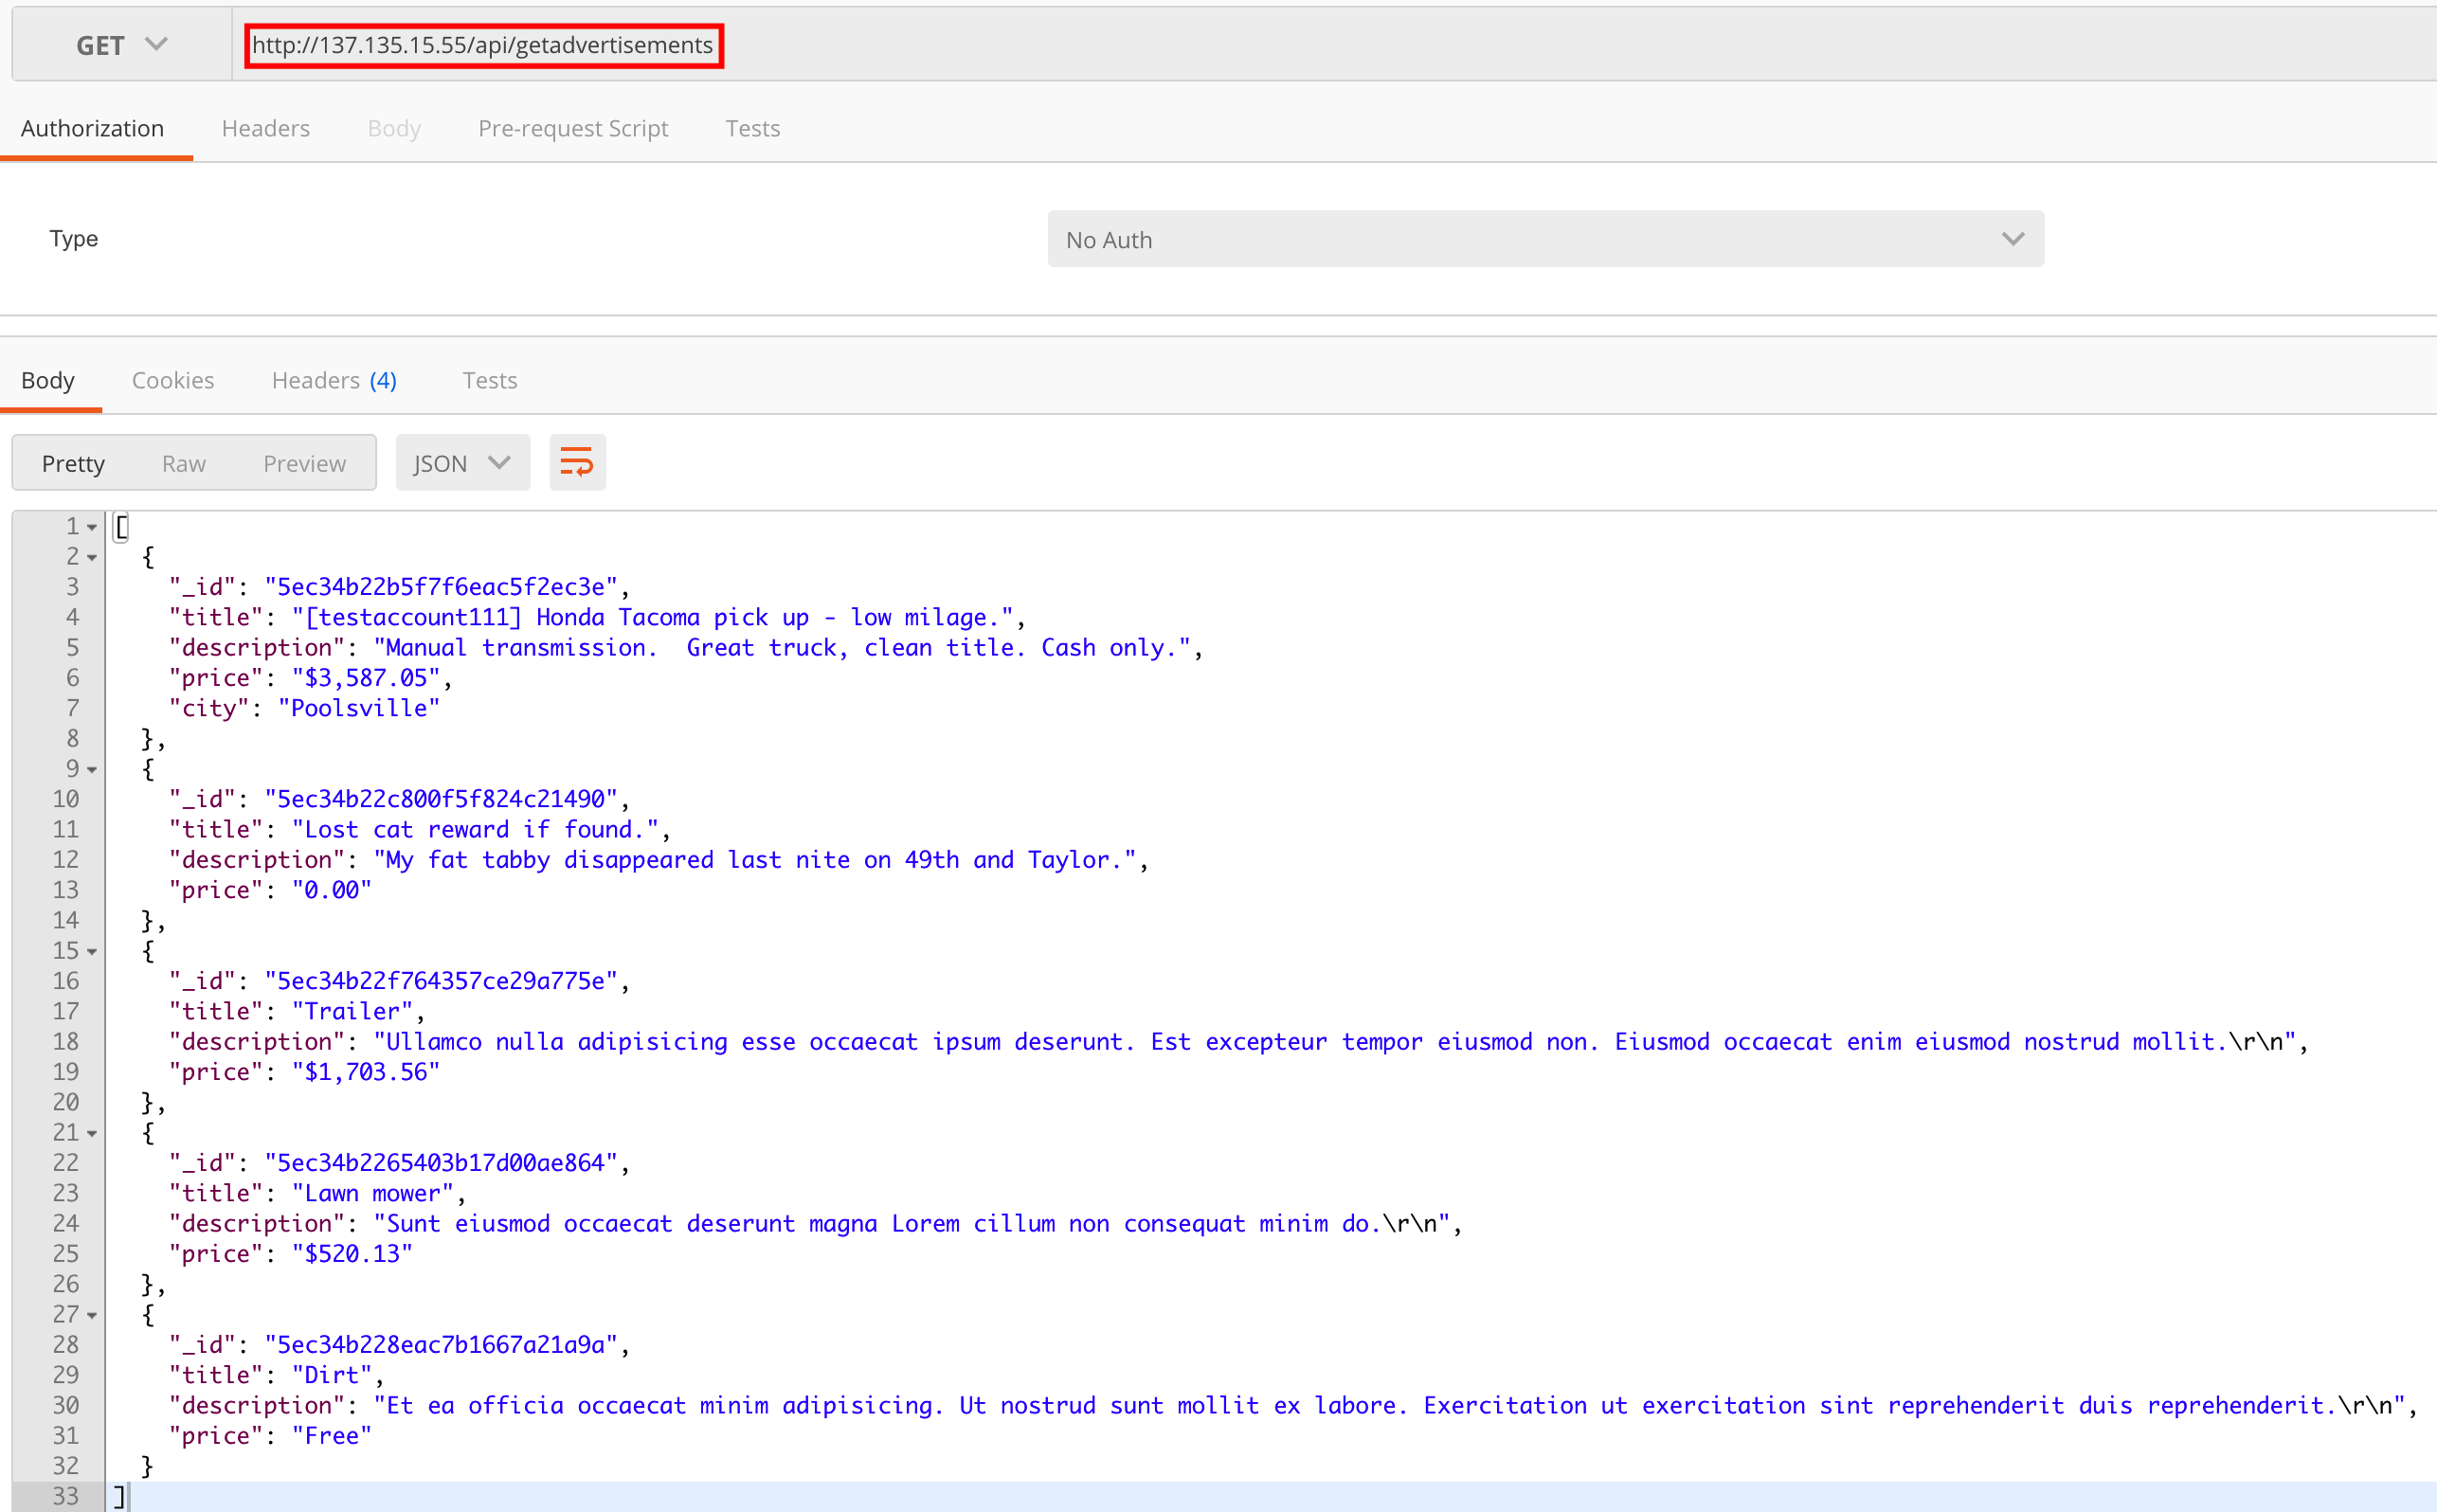 GET http://137.135.15.55/api/getadvertisements
Authorization Headers Body Pre-request Script Tests
Type No Auth
Body Cookies Headers (4) Tests
Pretty Raw Preview JSON
1 [
2 {
3 "_id": "5ec34b22b5f7f6eac5f2ec3e",
4 "title": "[testaccount111] Honda Tacoma pick up - low milage.",
5 "description": "Manual transmission.  Great truck, clean title. Cash only.",
6 "price": "$3,587.05",
7 "city": "Poolsville"
8 },
9 {
10 "_id": "5ec34b22c800f5f824c21490",
11 "title": "Lost cat reward if found.",
12 "description": "My fat tabby disappeared last nite on 49th and Taylor.",
13 "price": "0.00"
14 },
15 {
16 "_id": "5ec34b22f764357ce29a775e",
17 "title": "Trailer",
18 "description": "Ullamco nulla adipisicing esse occaecat ipsum deserunt. Est excepteur tempor eiusmod non. Eiusmod occaecat enim eiusmod nostrud mollit.\r\n",
19 "price": "$1,703.56"
20 },
21 {
22 "_id": "5ec34b2265403b17d00ae864",
23 "title": "Lawn mower",
24 "description": "Sunt eiusmod occaecat deserunt magna Lorem cillum non consequat minim do.\r\n",
25 "price": "$520.13"
26 },
27 {
28 "_id": "5ec34b228eac7b1667a21a9a",
29 "title": "Dirt",
30 "description": "Et ea officia occaecat minim adipisicing. Ut nostrud sunt mollit ex labore. Exercitation ut exercitation sint reprehenderit duis reprehenderit.\r\n",
31 "price": "Free"
32 }
33 ]